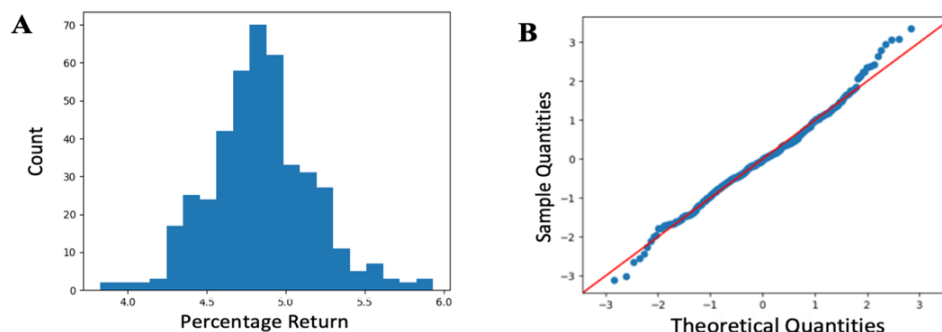 A
Count
70
60
50
40
30
20
10
0
4.0 4.5 5.0 5.5 6.0
Percentage Return
B
Sample Quantities
3
2
1
0
−1
−2
−3
−3 −2 −1 0 1 2 3
Theoretical Quantities